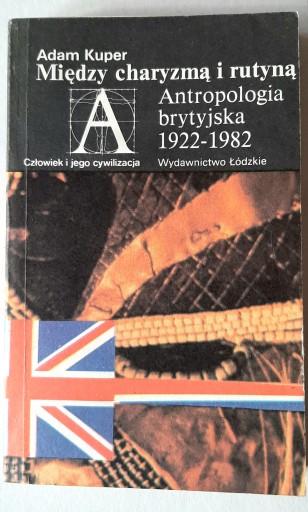 Adam Kuper
Między charyzmą i rutyną
A
Antropologia
brytyjska
1922-1982
Człowiek i jego cywilizacja
Wydawnictwo Łódzkie